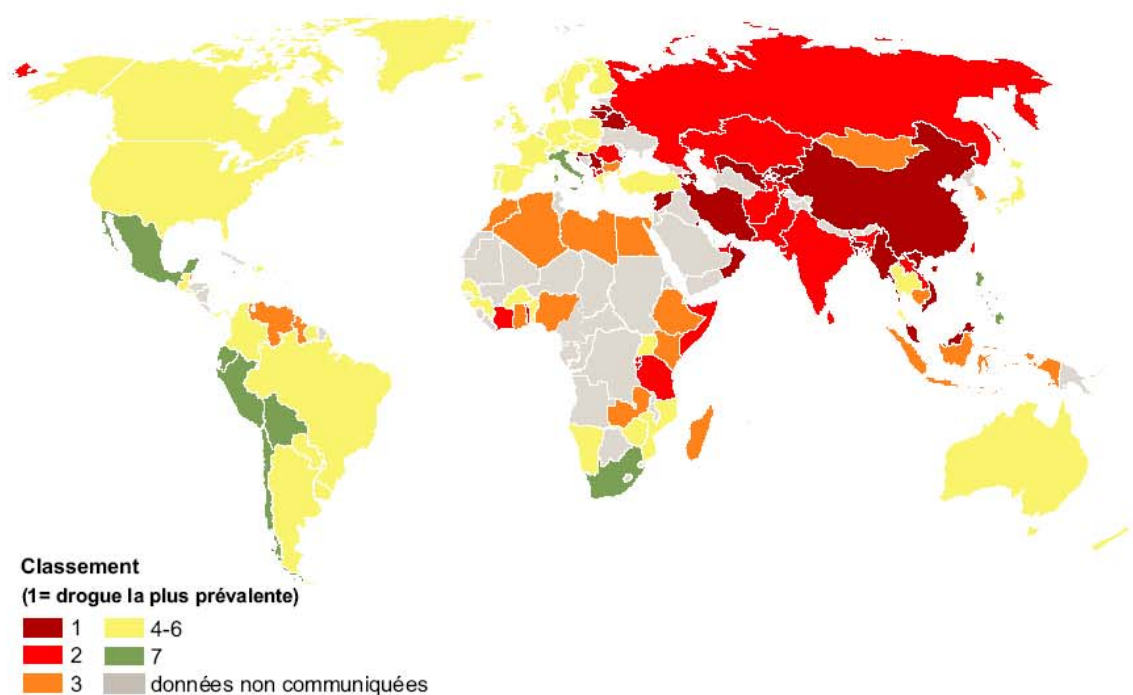 Classement
(1= drogue la plus prévalente)
1 4-6
2 7
3 données non communiquées